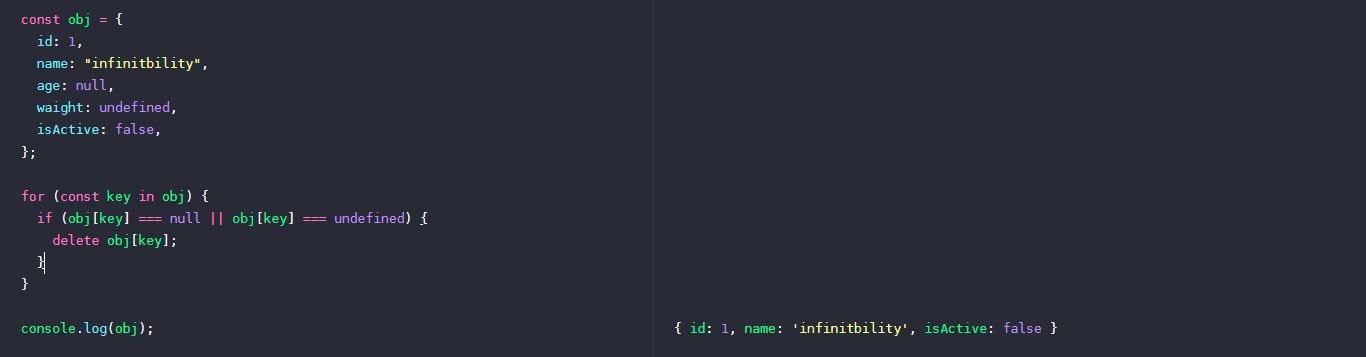 const obj = {
  id: 1,
  name: "infinitbility",
  age: null,
  waight: undefined,
  isActive: false,
};
for (const key in obj) {
  if (obj[key] === null || obj[key] === undefined) {
    delete obj[key];
  }
}
console.log(obj);
{ id: 1, name: 'infinitbility', isActive: false }